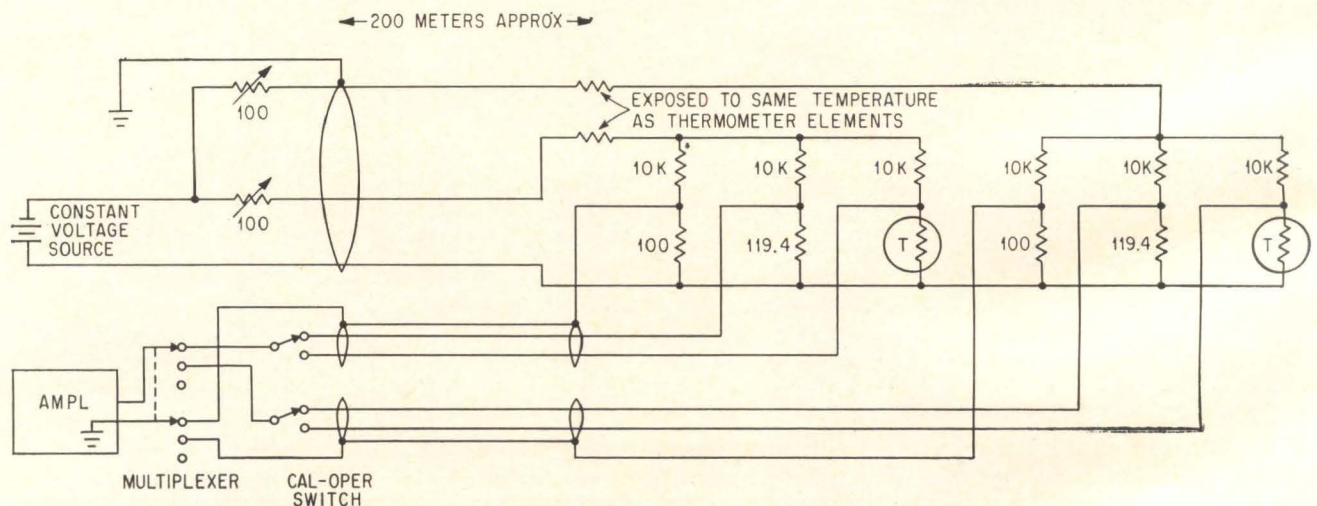 200 METERS APPROX
100
EXPOSED TO SAME TEMPERATURE
AS THERMOMETER ELEMENTS
100
CONSTANT
VOLTAGE
SOURCE
10K
10K
10K
10K
10K
10K
100
119.4
T
100
119.4
T
AMPL
MULTIPLEXER
CAL-OPER
SWITCH